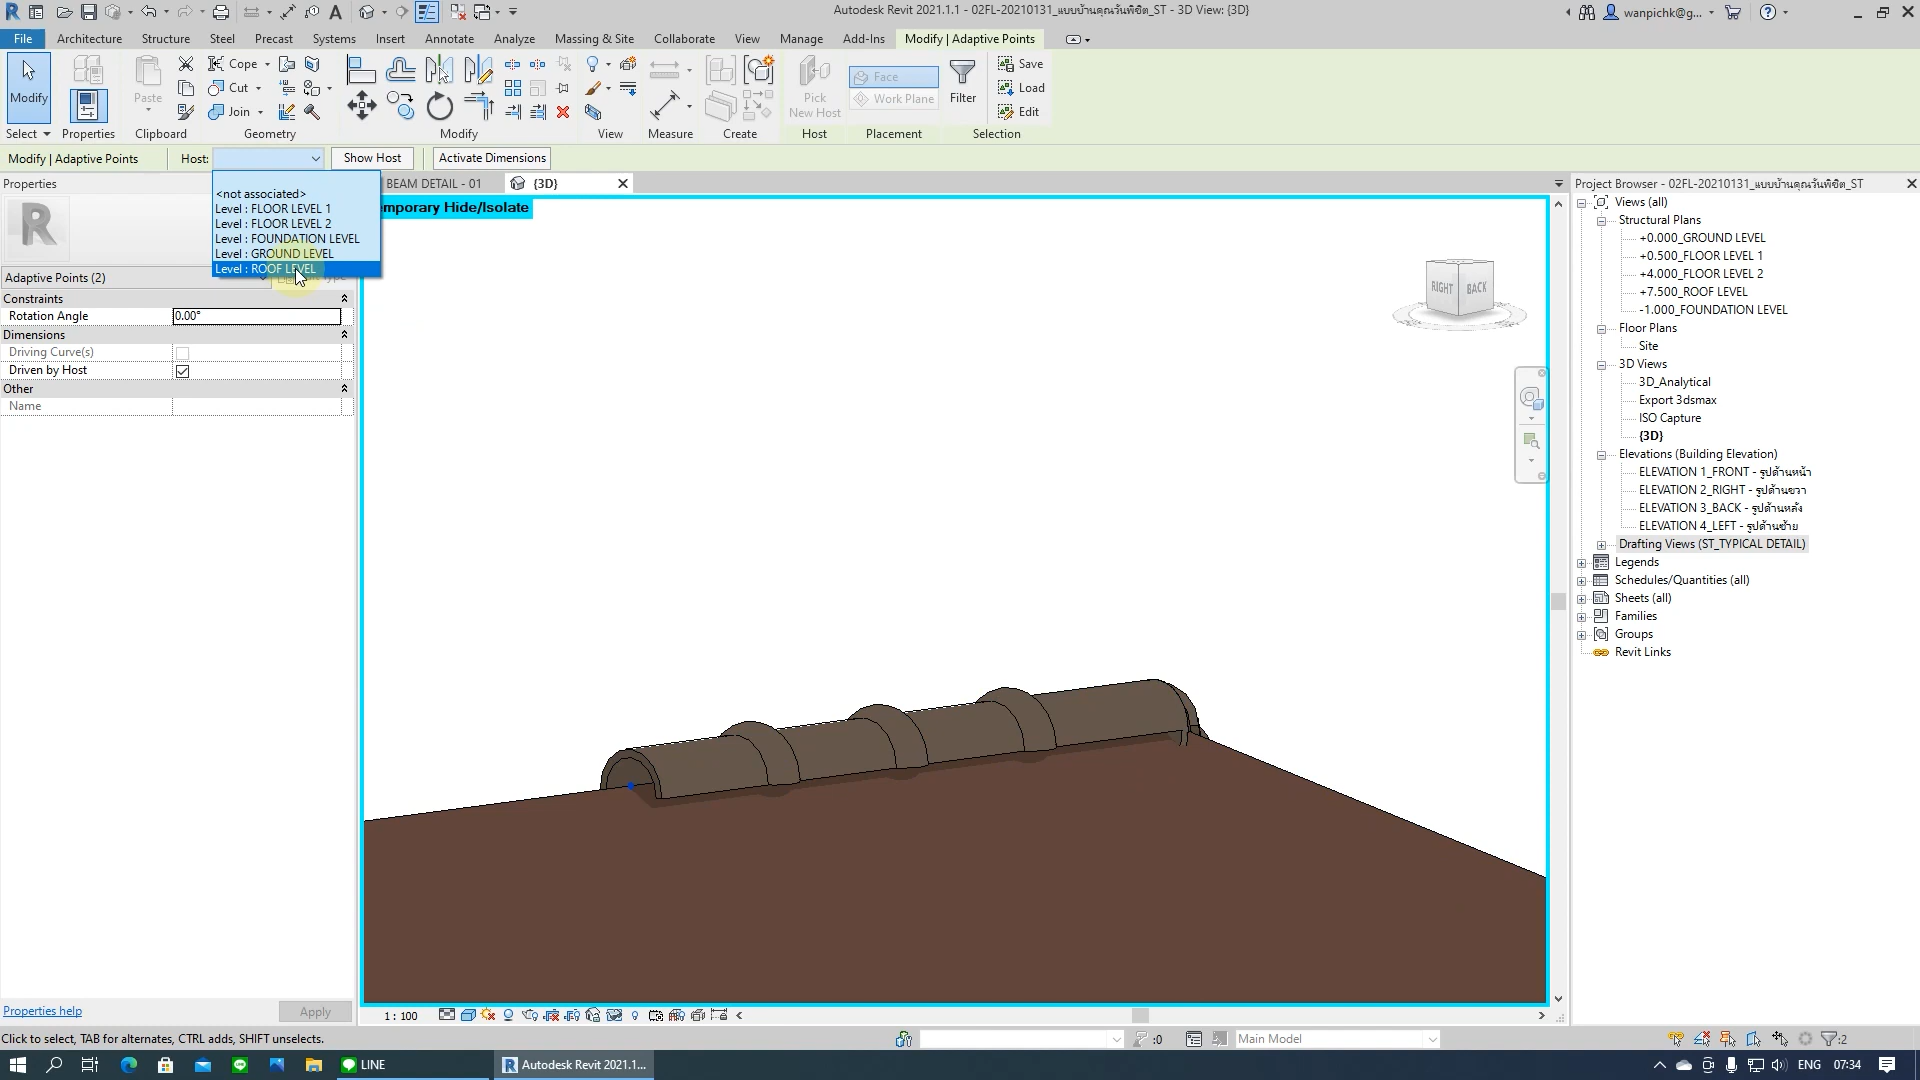 Autodesk Revit 2021.1.1 - 02FL-20210131_แบบบ้านคุณวันพิชิต_ST - 3D View: {3D}
wanpichk@g...
File Architecture Structure Steel Precast Systems Insert Annotate Analyze Massing & Site Collaborate View Manage Add-Ins Modify | Adaptive Points
Modify
Paste
Cope
Cut
Join
Pick
New Host
Face
Work Plane
Filter
Save
Load
Edit
Select Properties Clipboard Geometry Modify View Measure Create Host Placement Selection
Modify | Adaptive Points Host: Show Host Activate Dimensions
Properties
BEAM DETAIL - 01
{3D}
<not associated>
Level : FLOOR LEVEL 1
Level : FLOOR LEVEL 2
Level : FOUNDATION LEVEL
Level : GROUND LEVEL
Level : ROOF LEVEL
emporary Hide/Isolate
Adaptive Points (2)
Constraints
Rotation Angle 0.00°
Dimensions
Driving Curve(s)
Driven by Host
Other
Name
RIGHT BACK
Project Browser - 02FL-20210131_แบบบ้านคุณวันพิชิต_ST
Views (all)
Structural Plans
+0.000_GROUND LEVEL
+0.500_FLOOR LEVEL 1
+4.000_FLOOR LEVEL 2
+7.500_ROOF LEVEL
-1.000_FOUNDATION LEVEL
Floor Plans
Site
3D Views
3D_Analytical
Export 3dsmax
ISO Capture
{3D}
Elevations (Building Elevation)
ELEVATION 1_FRONT - รูปด้านหน้า
ELEVATION 2_RIGHT - รูปด้านขวา
ELEVATION 3_BACK - รูปด้านหลัง
ELEVATION 4_LEFT - รูปด้านซ้าย
Drafting Views (ST_TYPICAL DETAIL)
Legends
Schedules/Quantities (all)
Sheets (all)
Families
Groups
Revit Links
Properties help Apply
1 : 100
Click to select, TAB for alternates, CTRL adds, SHIFT unselects.
:0
Main Model
:2
LINE
Autodesk Revit 2021.1...
ENG 07:34